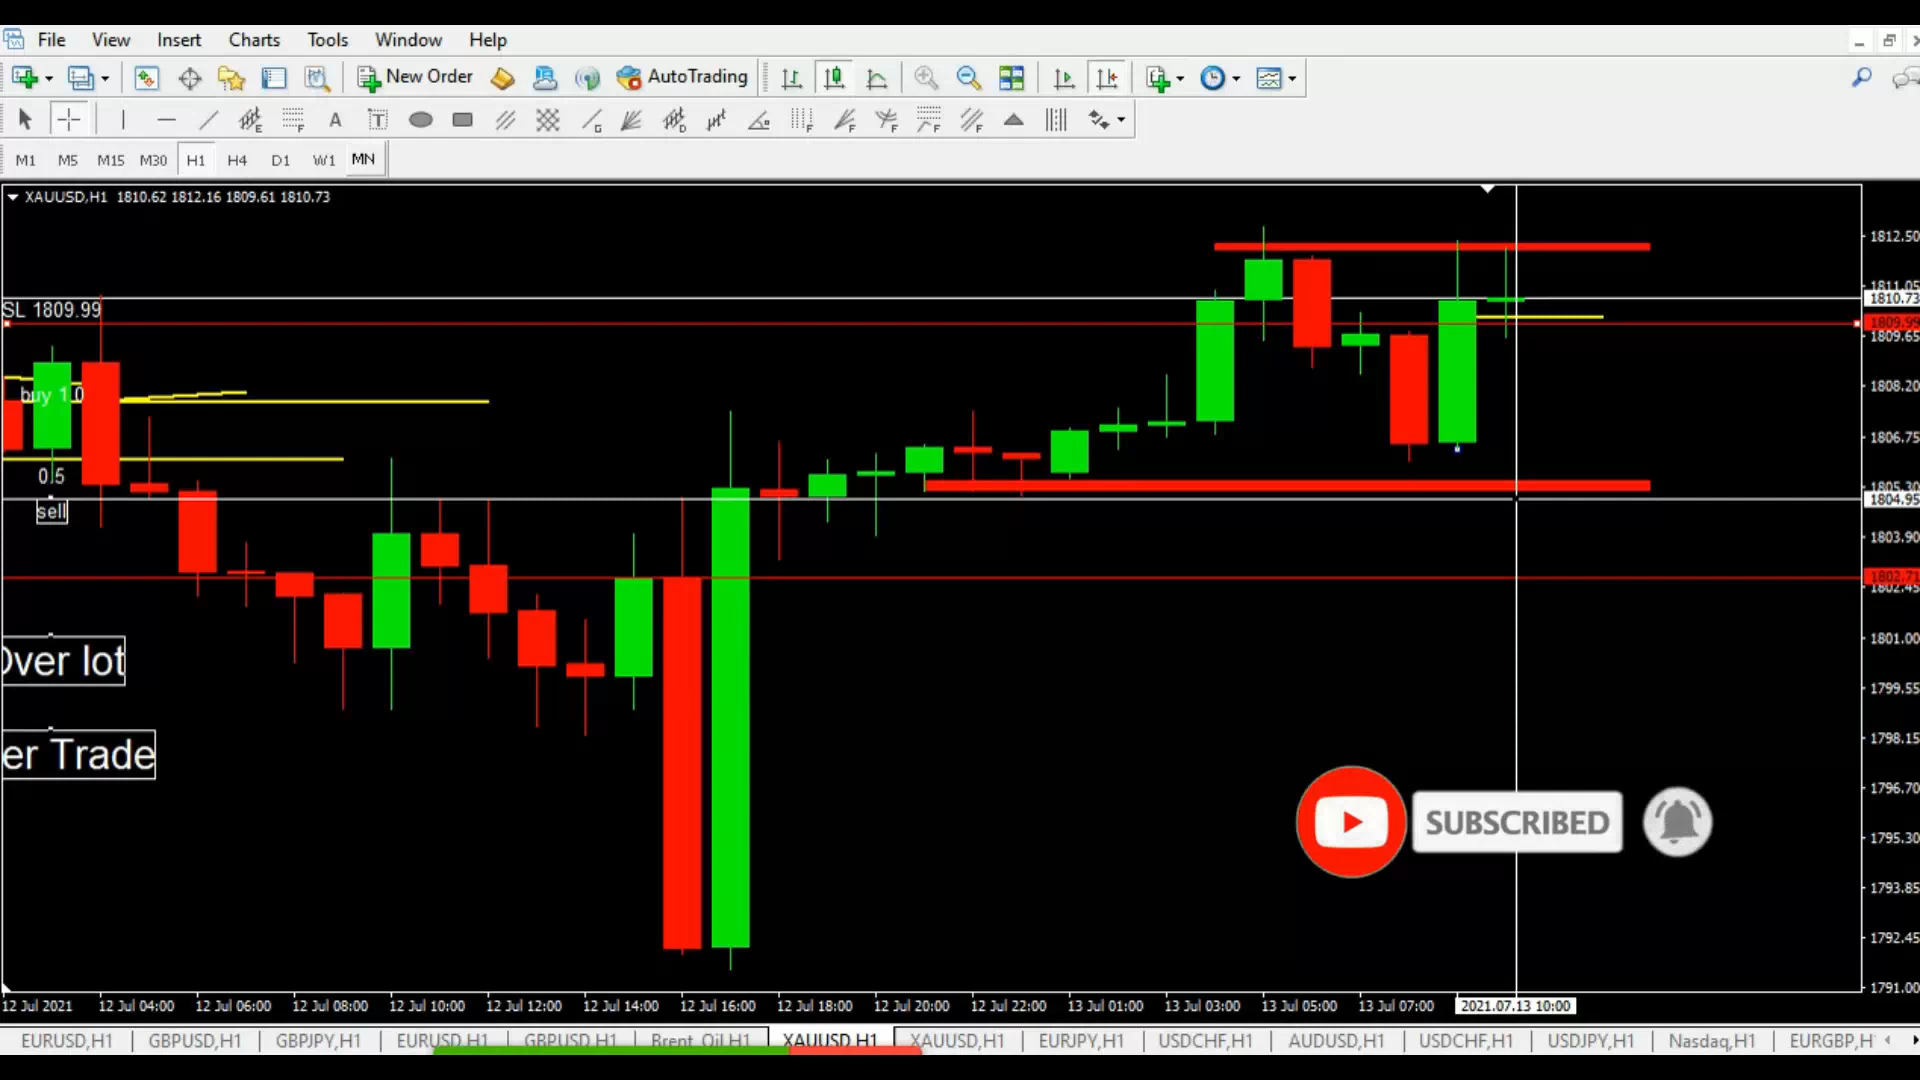 File View Insert Charts Tools Window Help
New Order AutoTrading
M1 M5 M15 M30 H1 H4 D1 W1 MN
XAUUSD,H1 1810.62 1812.16 1809.61 1810.73
1812.50
1811.05
1810.73
SL 1809.99
1809.99
1809.65
1808.20
buy 1.0
1806.75
0.5
1805.30
1804.95
sell
1803.90
1802.71
1802.45
1801.00
Over lot
1799.55
1798.15
er Trade
1796.70
SUBSCRIBED
1795.30
1793.85
1792.45
1791.00
12 Jul 2021 12 Jul 04:00 12 Jul 06:00 12 Jul 08:00 12 Jul 10:00 12 Jul 12:00 12 Jul 14:00 12 Jul 16:00 12 Jul 18:00 12 Jul 20:00 12 Jul 22:00 13 Jul 01:00 13 Jul 03:00 13 Jul 05:00 13 Jul 07:00 2021.07.13 10:00
EURUSD,H1 GBPUSD,H1 GBPJPY,H1 EURUSD,H1 GBPUSD,H1 Brent_Oil,H1 XAUUSD,H1 XAUUSD,H1 EURJPY,H1 USDCHF,H1 AUDUSD,H1 USDCHF,H1 USDJPY,H1 Nasdaq,H1 EURGBP,H